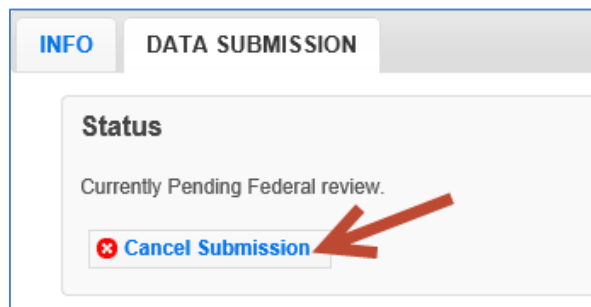 INFO DATA SUBMISSION
Status
Currently Pending Federal review.
Cancel Submission